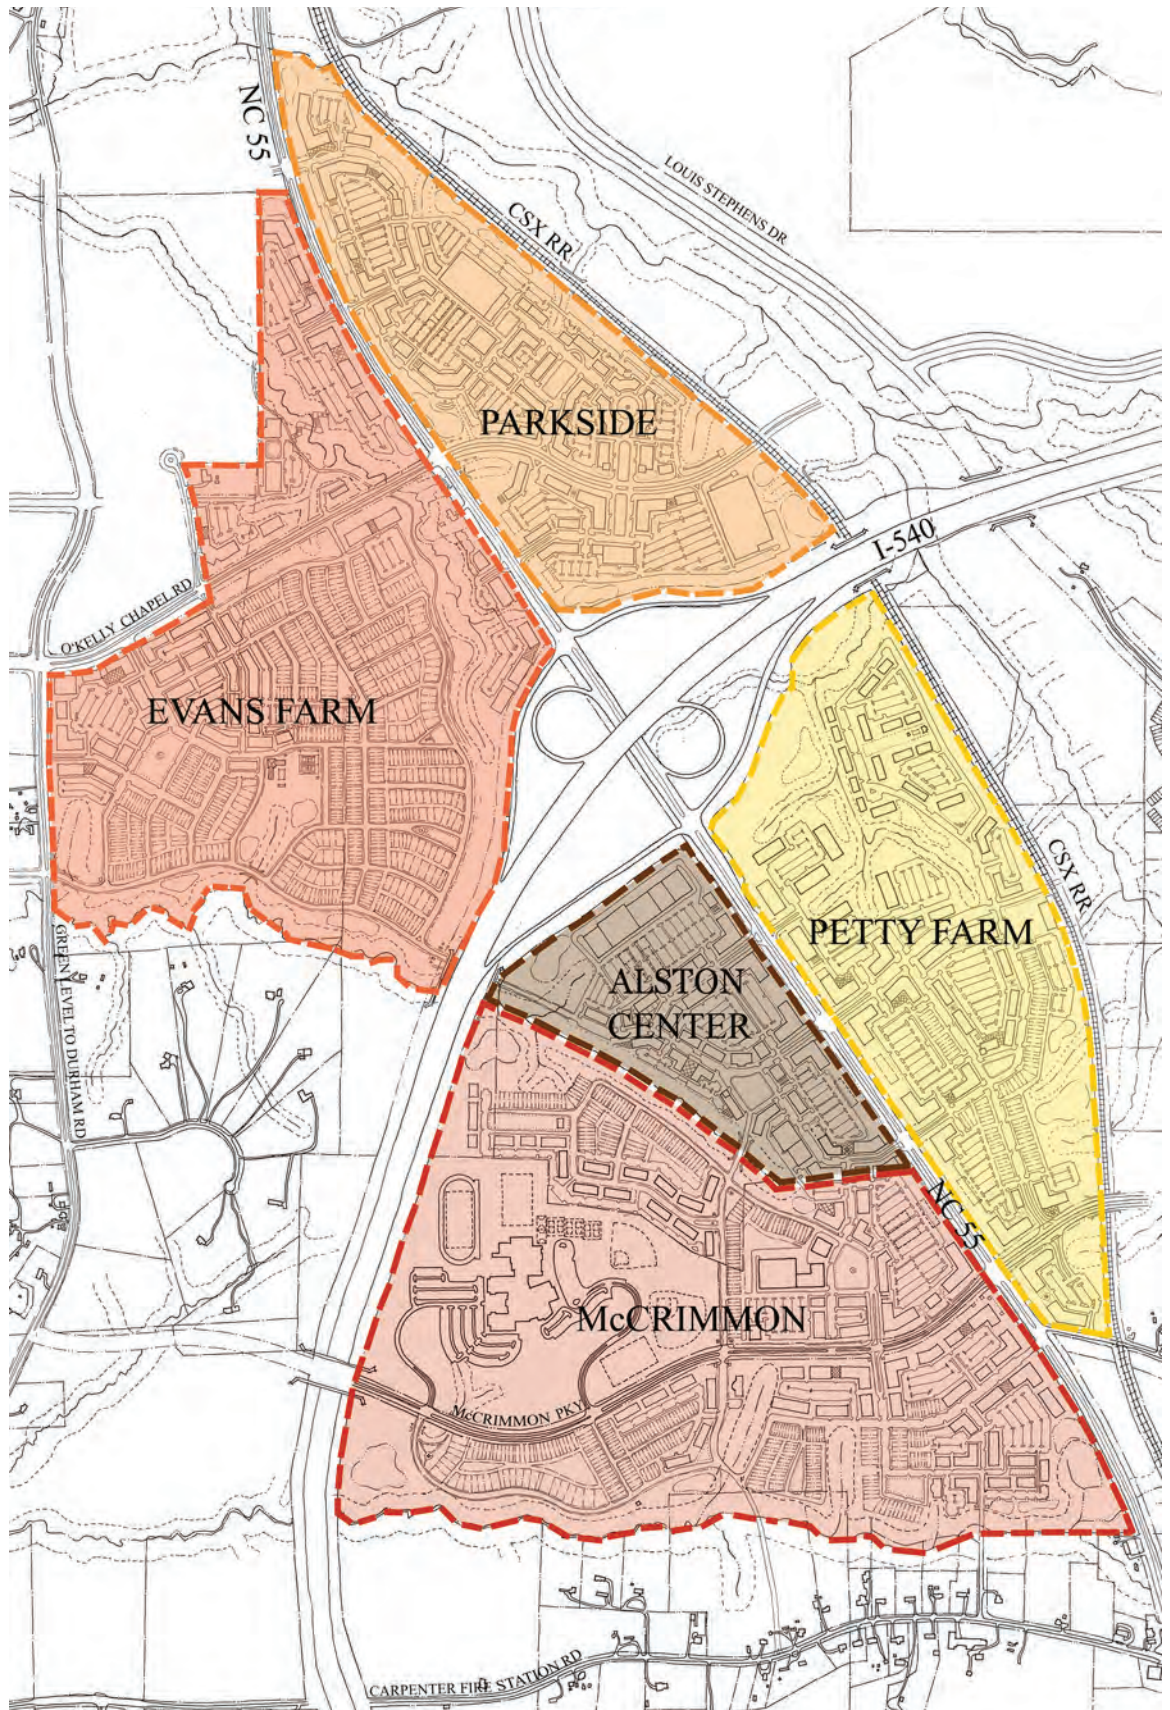 NC 55
LOUIS STEPHENS DR
CSX RR
PARKSIDE
I-540
O'KELLY CHAPEL RD
EVANS FARM
CSX RR
PETTY FARM
ALSTON
CENTER
GREEN LEVEL TO DURHAM RD
NC 55
McCRIMMON
McCRIMMON PKY
CARPENTER FIRE STATION RD